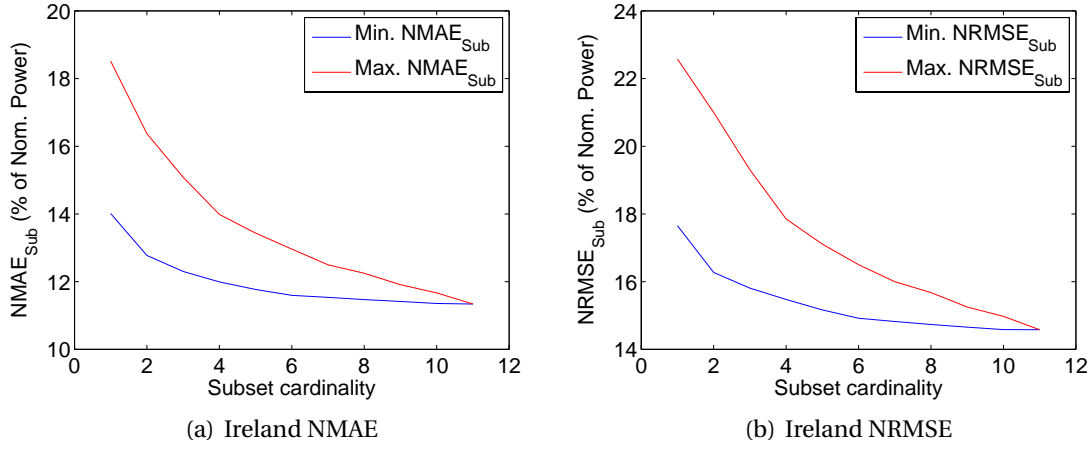 20
18
16
14
12
10
0
2
4
6
8
10
12
NMAE_Sub (% of Nom. Power)
Subset cardinality
Min. NMAE_Sub
Max. NMAE_Sub
(a) Ireland NMAE
24
22
20
18
16
14
0
2
4
6
8
10
12
NRMSE_Sub (% of Nom. Power)
Subset cardinality
Min. NRMSE_Sub
Max. NRMSE_Sub
(b) Ireland NRMSE